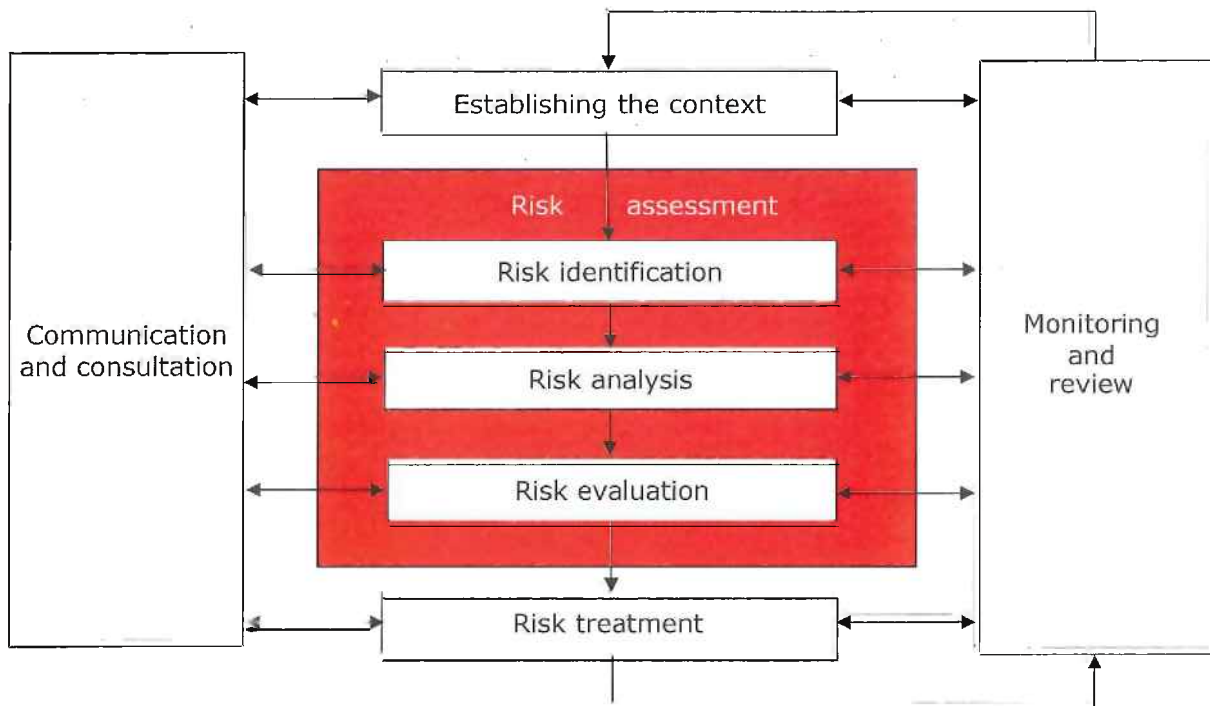 Establishing the context
Risk assessment
Risk identification
Communication
and consultation
Monitoring
and
review
Risk analysis
Risk evaluation
Risk treatment